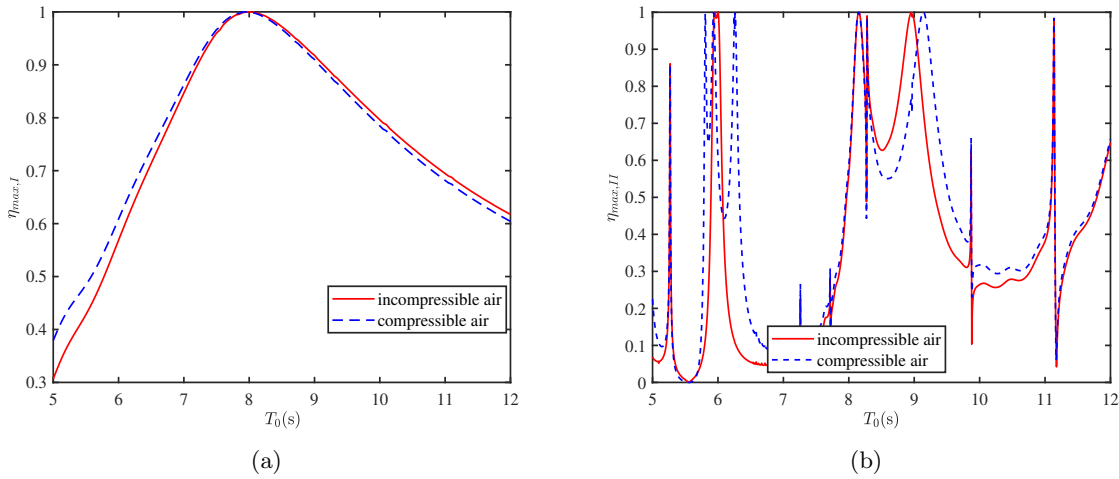 1
0.9
0.8
0.7
0.6
0.5
0.4
0.3
η_{max,I}
5 6 7 8 9 10 11 12
T_0(s)
incompressible air
compressible air
(a)
1
0.9
0.8
0.7
0.6
0.5
0.4
0.3
0.2
0.1
0
η_{max,II}
5 6 7 8 9 10 11 12
T_0(s)
incompressible air
compressible air
(b)